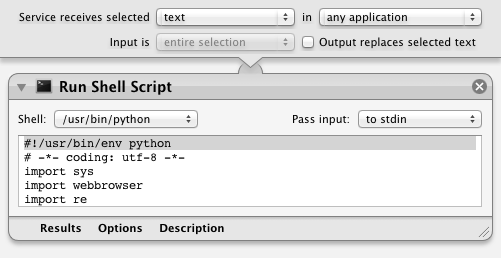 Service receives selected text in any application
Input is entire selection Output replaces selected text
Run Shell Script
Shell: /usr/bin/python Pass input: to stdin
#!/usr/bin/env python
# -*- coding: utf-8 -*-
import sys
import webbrowser
import re
Results Options Description